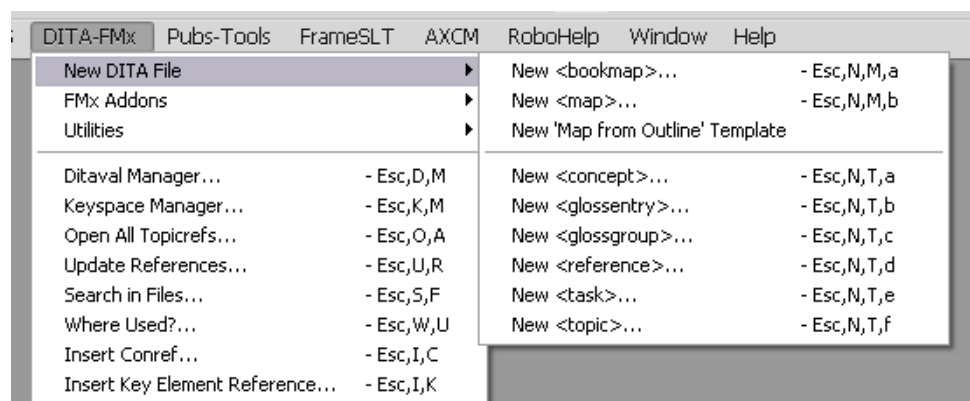 DITA-FMx Pubs-Tools FrameSLT AXCM RoboHelp Window Help
New DITA File
FMx Addons
Utilities
Ditaval Manager... - Esc,D,M
Keyspace Manager... - Esc,K,M
Open All Topicrefs... - Esc,O,A
Update References... - Esc,U,R
Search in Files... - Esc,S,F
Where Used?... - Esc,W,U
Insert Conref... - Esc,I,C
Insert Key Element Reference... - Esc,I,K
New <bookmap>... - Esc,N,M,a
New <map>... - Esc,N,M,b
New 'Map from Outline' Template
New <concept>... - Esc,N,T,a
New <glossentry>... - Esc,N,T,b
New <glossgroup>... - Esc,N,T,c
New <reference>... - Esc,N,T,d
New <task>... - Esc,N,T,e
New <topic>... - Esc,N,T,f